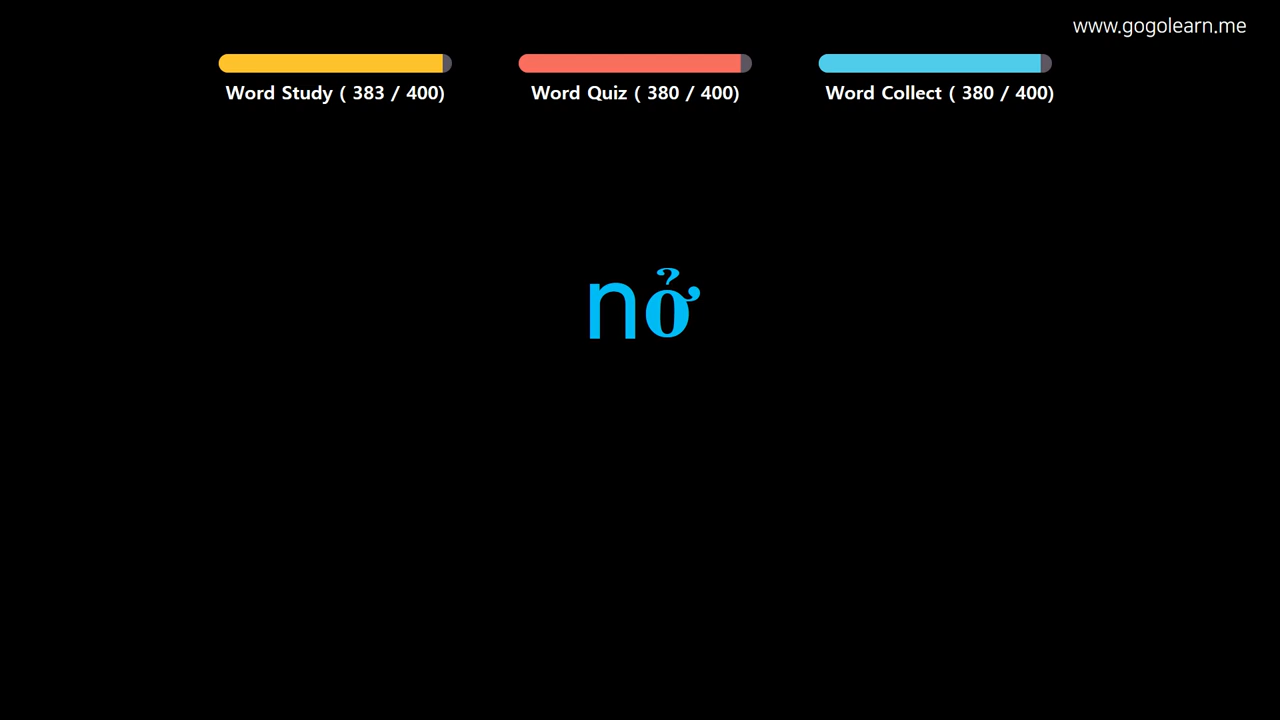 www.gogolearn.me
Word Study ( 383 / 400)
Word Quiz ( 380 / 400)
Word Collect ( 380 / 400)
nở